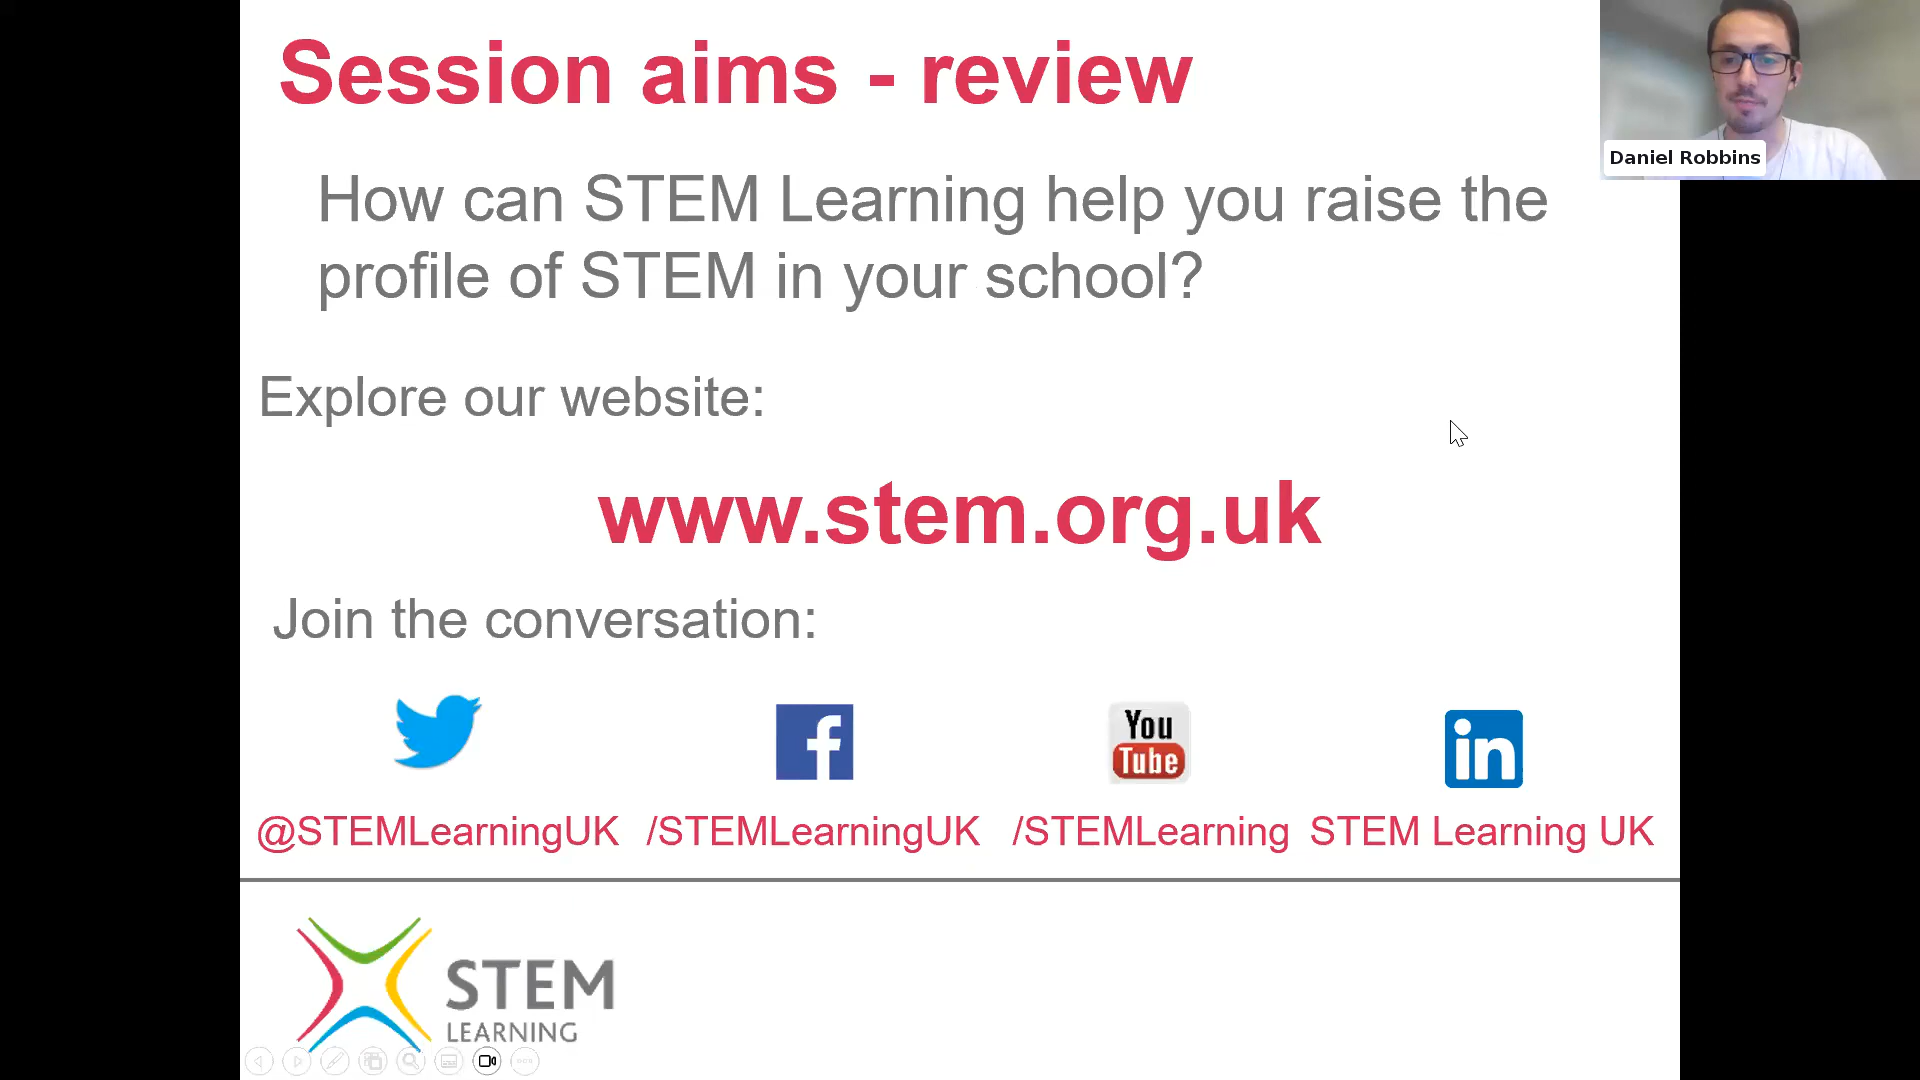 Session aims - review
Daniel Robbins
How can STEM Learning help you raise the
profile of STEM in your school?
Explore our website:
www.stem.org.uk
Join the conversation:
You
Tube
in
@STEMLearningUK /STEMLearningUK /STEMLearning STEM Learning UK
STEM
LEARNING